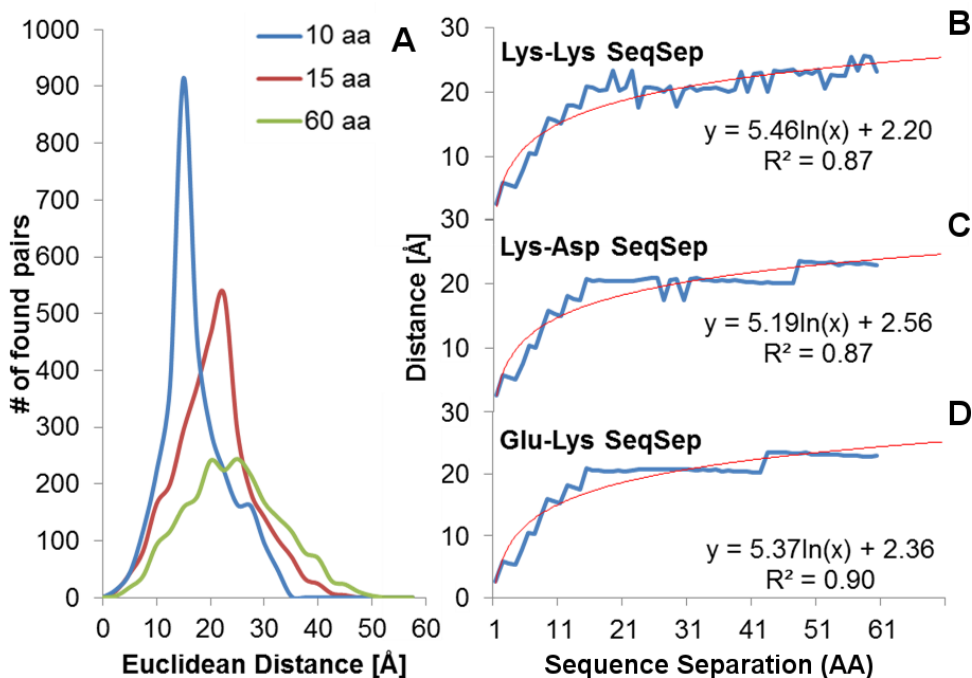 A
# of found pairs
1000
900
800
700
600
500
400
300
200
100
0
10 aa
15 aa
60 aa
0 10 20 30 40 50 60
Euclidean Distance [Å]
B
Lys-Lys SeqSep
30
20
10
y = 5.46ln(x) + 2.20
R² = 0.87
C
Lys-Asp SeqSep
30
20
10
y = 5.19ln(x) + 2.56
R² = 0.87
Distance [Å]
D
Glu-Lys SeqSep
30
20
10
0
y = 5.37ln(x) + 2.36
R² = 0.90
1 11 21 31 41 51 61
Sequence Separation (AA)